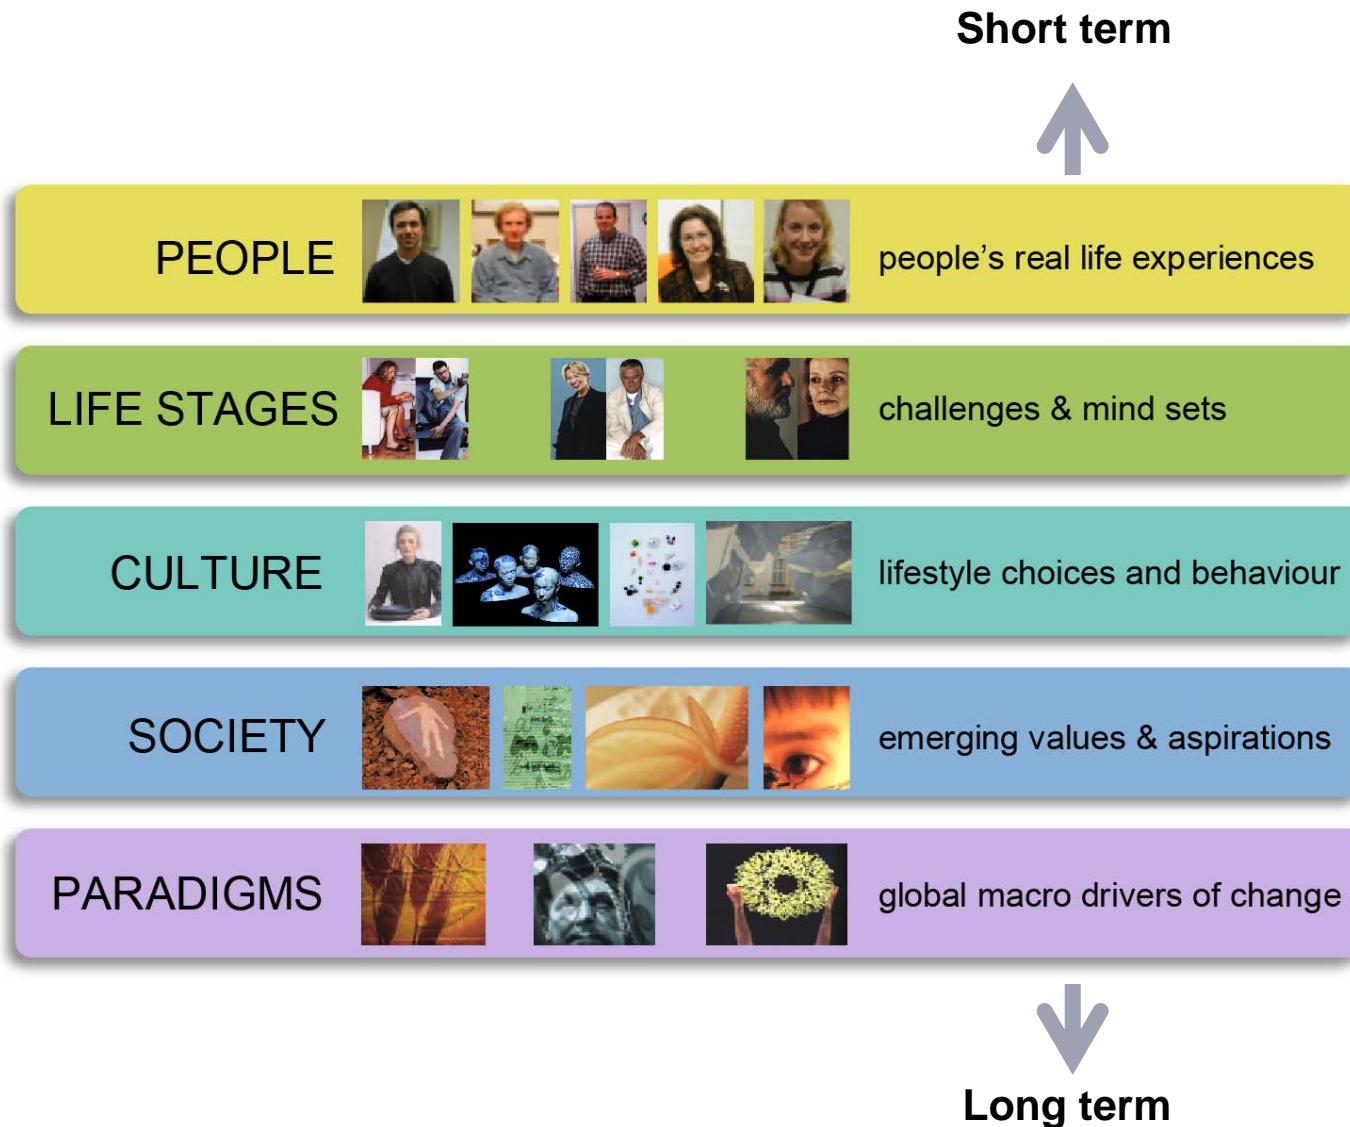 Short term
PEOPLE
people's real life experiences
LIFE STAGES
challenges & mind sets
CULTURE
lifestyle choices and behaviour
SOCIETY
emerging values & aspirations
PARADIGMS
global macro drivers of change
Long term